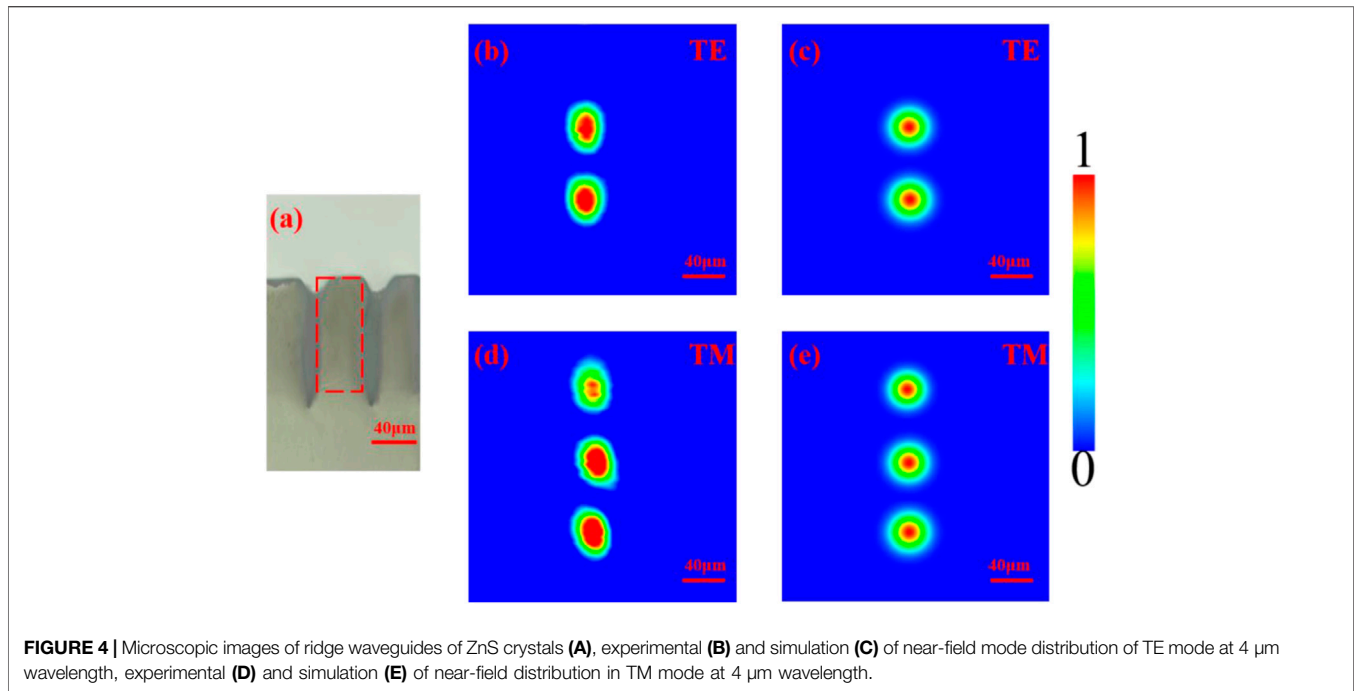 (b) TE
(c) TE
1
(a)
40μm
40μm
40μm
(d) TM
(e) TM
0
40μm
40μm
FIGURE 4 | Microscopic images of ridge waveguides of ZnS crystals (A), experimental (B) and simulation (C) of near-field mode distribution of TE mode at 4 μm
wavelength, experimental (D) and simulation (E) of near-field distribution in TM mode at 4 μm wavelength.